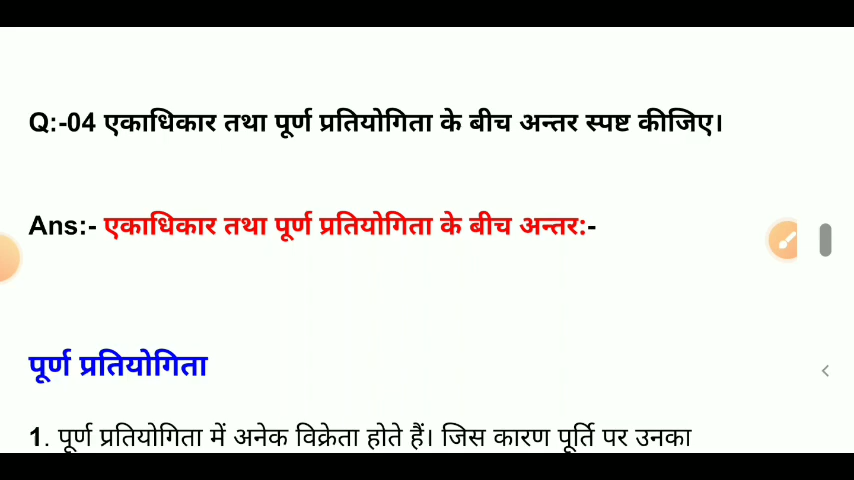 Q:-04 एकाधिकार तथा पूर्ण प्रतियोगिता के बीच अन्तर स्पष्ट कीजिए।
Ans:- एकाधिकार तथा पूर्ण प्रतियोगिता के बीच अन्तर:-
पूर्ण प्रतियोगिता
1. पूर्ण प्रतियोगिता में अनेक विक्रेता होते हैं। जिस कारण पूर्ति पर उनका